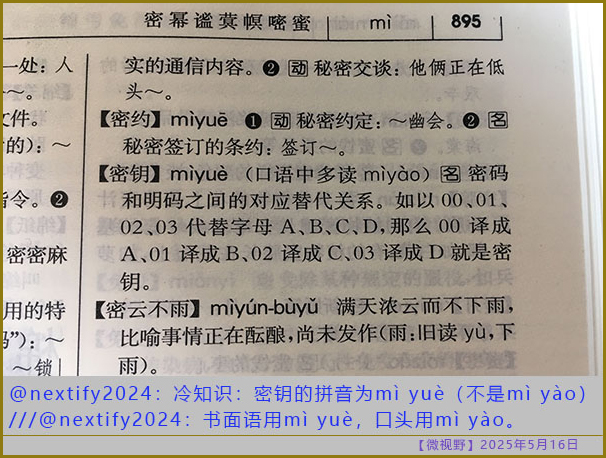 密幂谧蓂幎嘧蜜 mì 895
一处：人
～。
文件。
的）：～
指令。❷
密密麻
用的特
码”）：～
～锁｜
实的通信内容。❷动秘密交谈：他俩正在低
头～。
【密约】mìyuē ❶动秘密约定：～幽会。❷名
秘密签订的条约：签订～。
【密钥】mìyuè（口语中多读 mìyào）名密码
和明码之间的对应替代关系。如以 00、01、
02、03 代替字母 A、B、C、D，那么 00 译成
A、01 译成 B、02 译成 C、03 译成 D 就是密
钥。
【密云不雨】mìyún-bùyǔ 满天浓云而不下雨，
比喻事情正在酝酿，尚未发作（雨：旧读 yù，下
雨）。
@nextify2024：冷知识：密钥的拼音为mì yuè（不是mì yào）
///@nextify2024：书面语用mì yuè，口头用mì yào。
【微视野】2025年5月16日